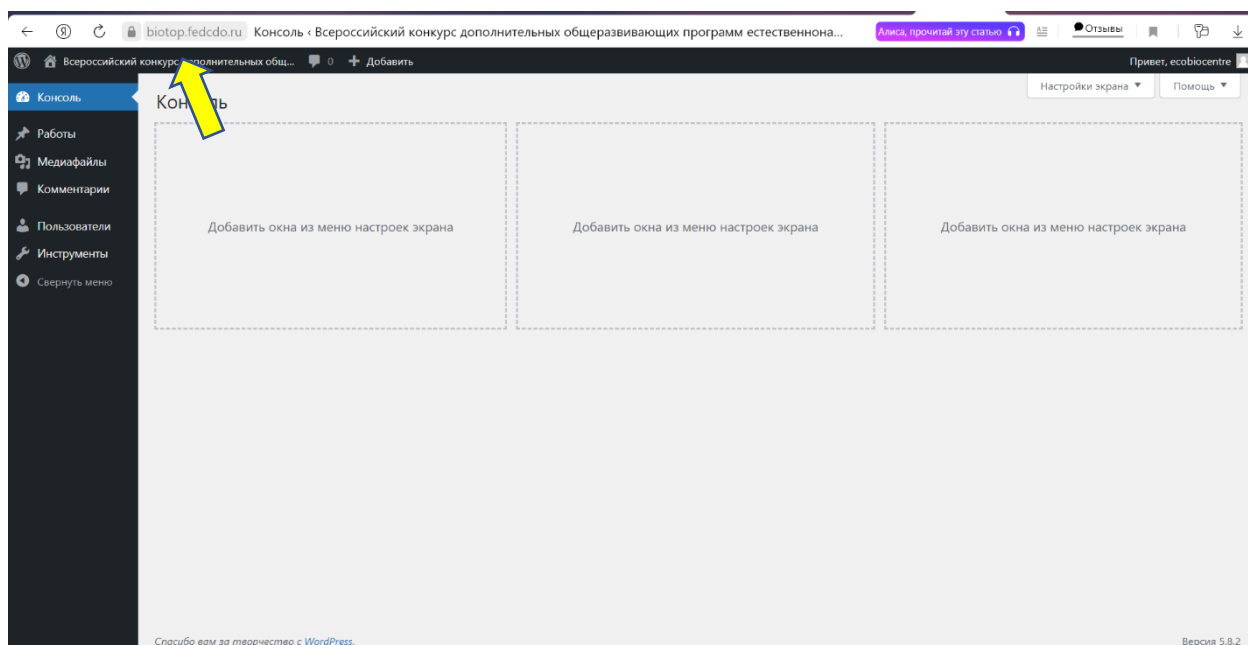 biotop.fedcdo.ru Консоль ‹ Всероссийский конкурс дополнительных общеразвивающих программ естественнона... Алиса, прочитай эту статью Отзывы
Всероссийский конкурс дополнительных общ... 0 + Добавить Привет, ecobiocentre
Консоль Настройки экрана ▼ Помощь ▼
Консоль
Работы
Медиафайлы
Комментарии
Пользователи Добавить окна из меню настроек экрана Добавить окна из меню настроек экрана Добавить окна из меню настроек экрана
Инструменты
Свернуть меню
Спасибо вам за творчество с WordPress. Версия 5.8.2